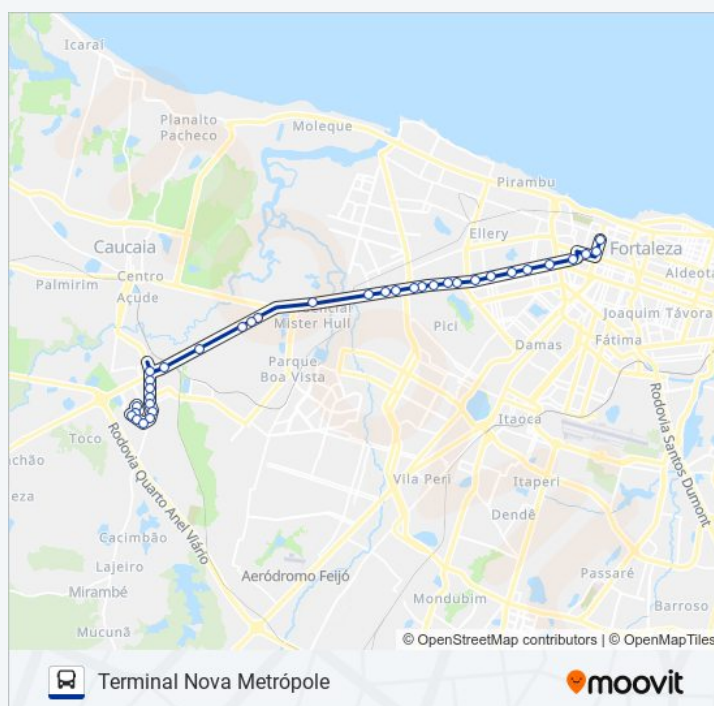 Icaraí
Planalto
Pacheco
Moleque
Pirambu
Ellery
Fortaleza
Caucaia
Aldeota
Palmirim
Centro
Açude
Mister Hull
Pici
Joaquim Távora
Damas
Fátima
Parque
Boa Vista
Itaoca
Toco
Rodovia Quarto Anel Viário
Rodovia Santos Dumont
Vila Peri
Itaperi
Dendê
Cacimbão
Lajeiro
Mirambé
Aeródromo Feijó
Passaré
Mondubim
Barroso
Mucunã
© OpenStreetMap contributors | © OpenMapTiles
Terminal Nova Metrópole
moovit